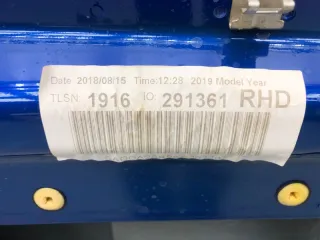 Date 2018/08/15 Time:12:28 2019 Model Year
TLSN: 1916 IO: 291361 RHD